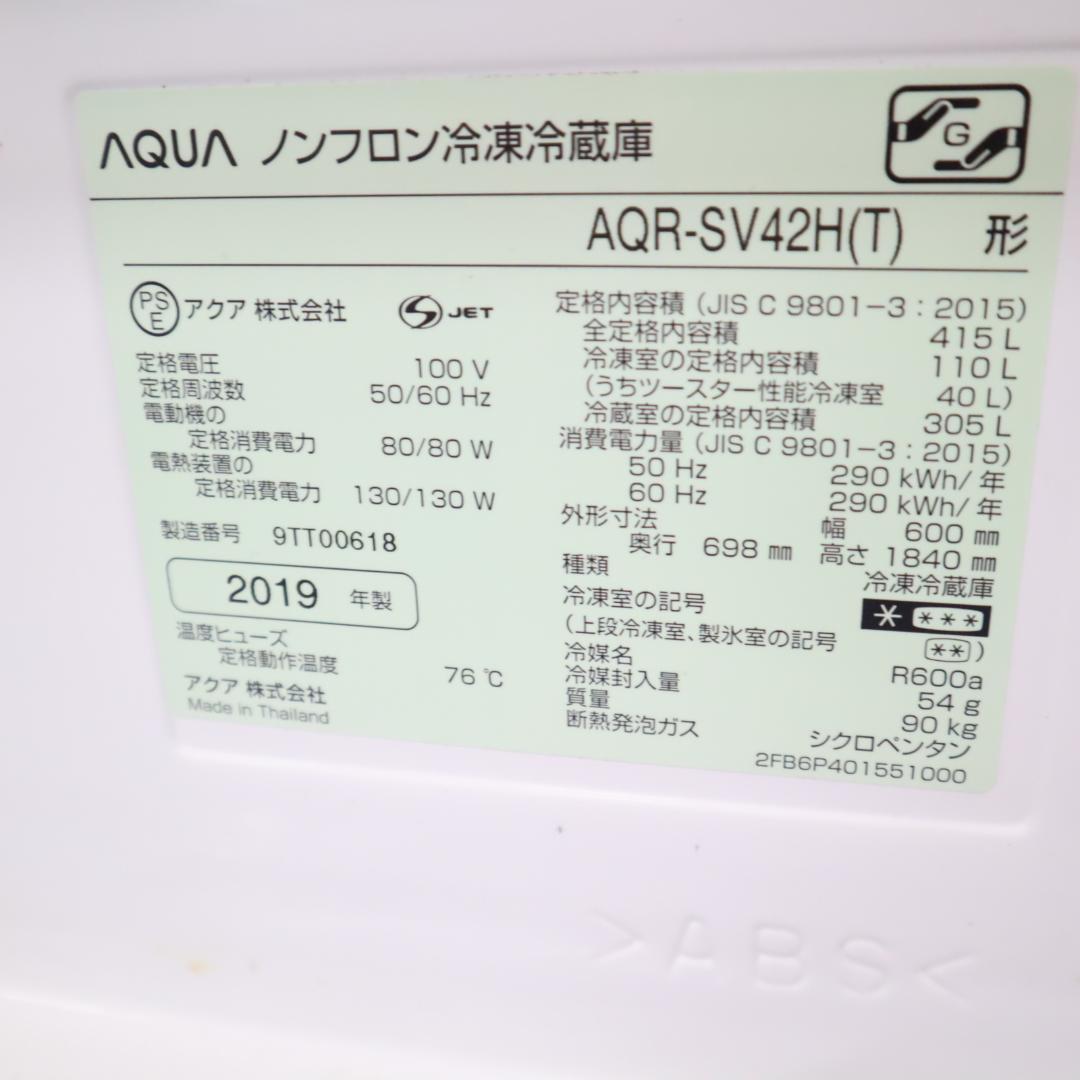 AQUA ノンフロン冷凍冷蔵庫
G
AQR-SV42H(T) 形
PS
E
アクア 株式会社
S JET
定格電圧 100 V
定格周波数 50/60 Hz
電動機の
定格消費電力 80/80 W
電熱装置の
定格消費電力 130/130 W
製造番号 9TT00618
2019 年製
温度ヒューズ
定格動作温度 76 ℃
アクア 株式会社
Made in Thailand
定格内容積 (JIS C 9801-3 : 2015)
全定格内容積 415 L
冷凍室の定格内容積 110 L
(うちツースター性能冷凍室 40 L)
冷蔵室の定格内容積 305 L
消費電力量 (JIS C 9801-3 : 2015)
50 Hz 290 kWh/年
60 Hz 290 kWh/年
外形寸法 幅 600 mm
奥行 698 mm 高さ 1840 mm
種類 冷凍冷蔵庫
冷凍室の記号 * ***
(上段冷凍室、製氷室の記号 **)
冷媒名 R600a
冷媒封入量 54 g
質量 90 kg
断熱発泡ガス シクロペンタン
2FB6P401551000
>ABS<